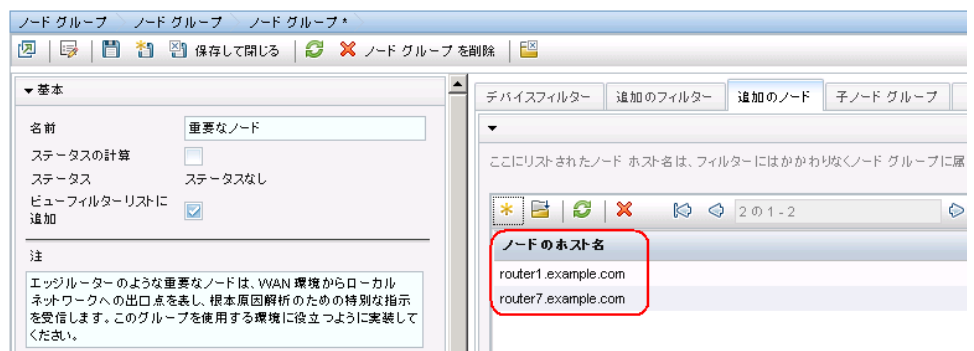 ノード グループ ノード グループ ノード グループ *
保存して閉じる ノード グループ を削除
▼基本
名前 重要なノード
ステータスの計算
ステータス ステータスなし
ビューフィルターリストに
追加
注
エッジルーターのような重要なノードは、WAN 環境からローカル
ネットワークへの出口点を表し、根本原因解析のための特別な指示
を受信します。このグループを使用する環境に役立つように実装して
ください。
デバイスフィルター 追加のフィルター 追加のノード 子ノード グループ
ここにリストされたノード ホスト名は、フィルターにはかかわりなくノード グループに属
2 の 1 - 2
ノードのホスト名
router1.example.com
router7.example.com